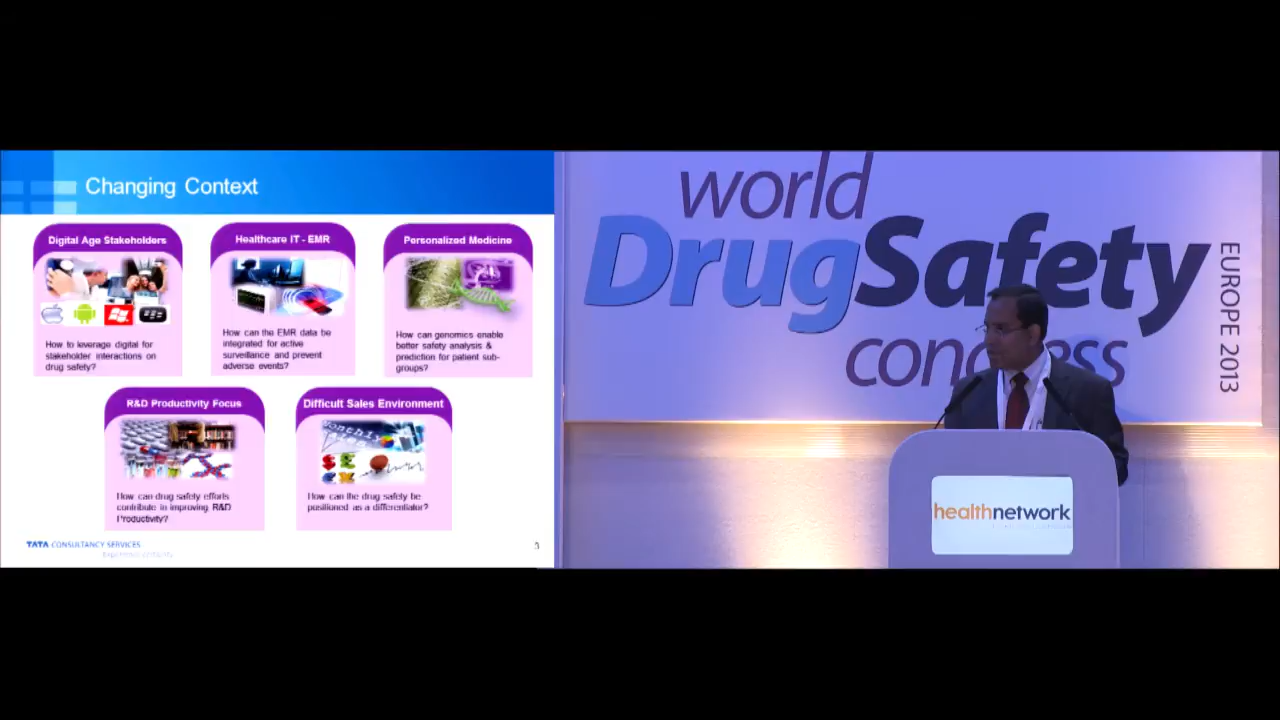 Changing Context
Digital Age Stakeholders
How to leverage digital for
stakeholder interactions on
drug safety?
Healthcare IT - EMR
How can the EMR data be
integrated for active
surveillance and prevent
adverse events?
Personalized Medicine
How can genomics enable
better safety analysis &
prediction for patient sub-
groups?
R&D Productivity Focus
How can drug safety efforts
contribute in improving R&D
Productivity?
Difficult Sales Environment
Monthly
How can the drug safety be
positioned as a differentiator?
TATA CONSULTANCY SERVICES
3
world
DrugSafety
congress
EUROPE 2013
healthnetwork